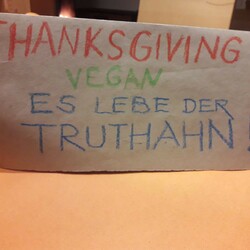 THANKSGIVING
VEGAN
ES LEBE DER
TRUTHAHN!